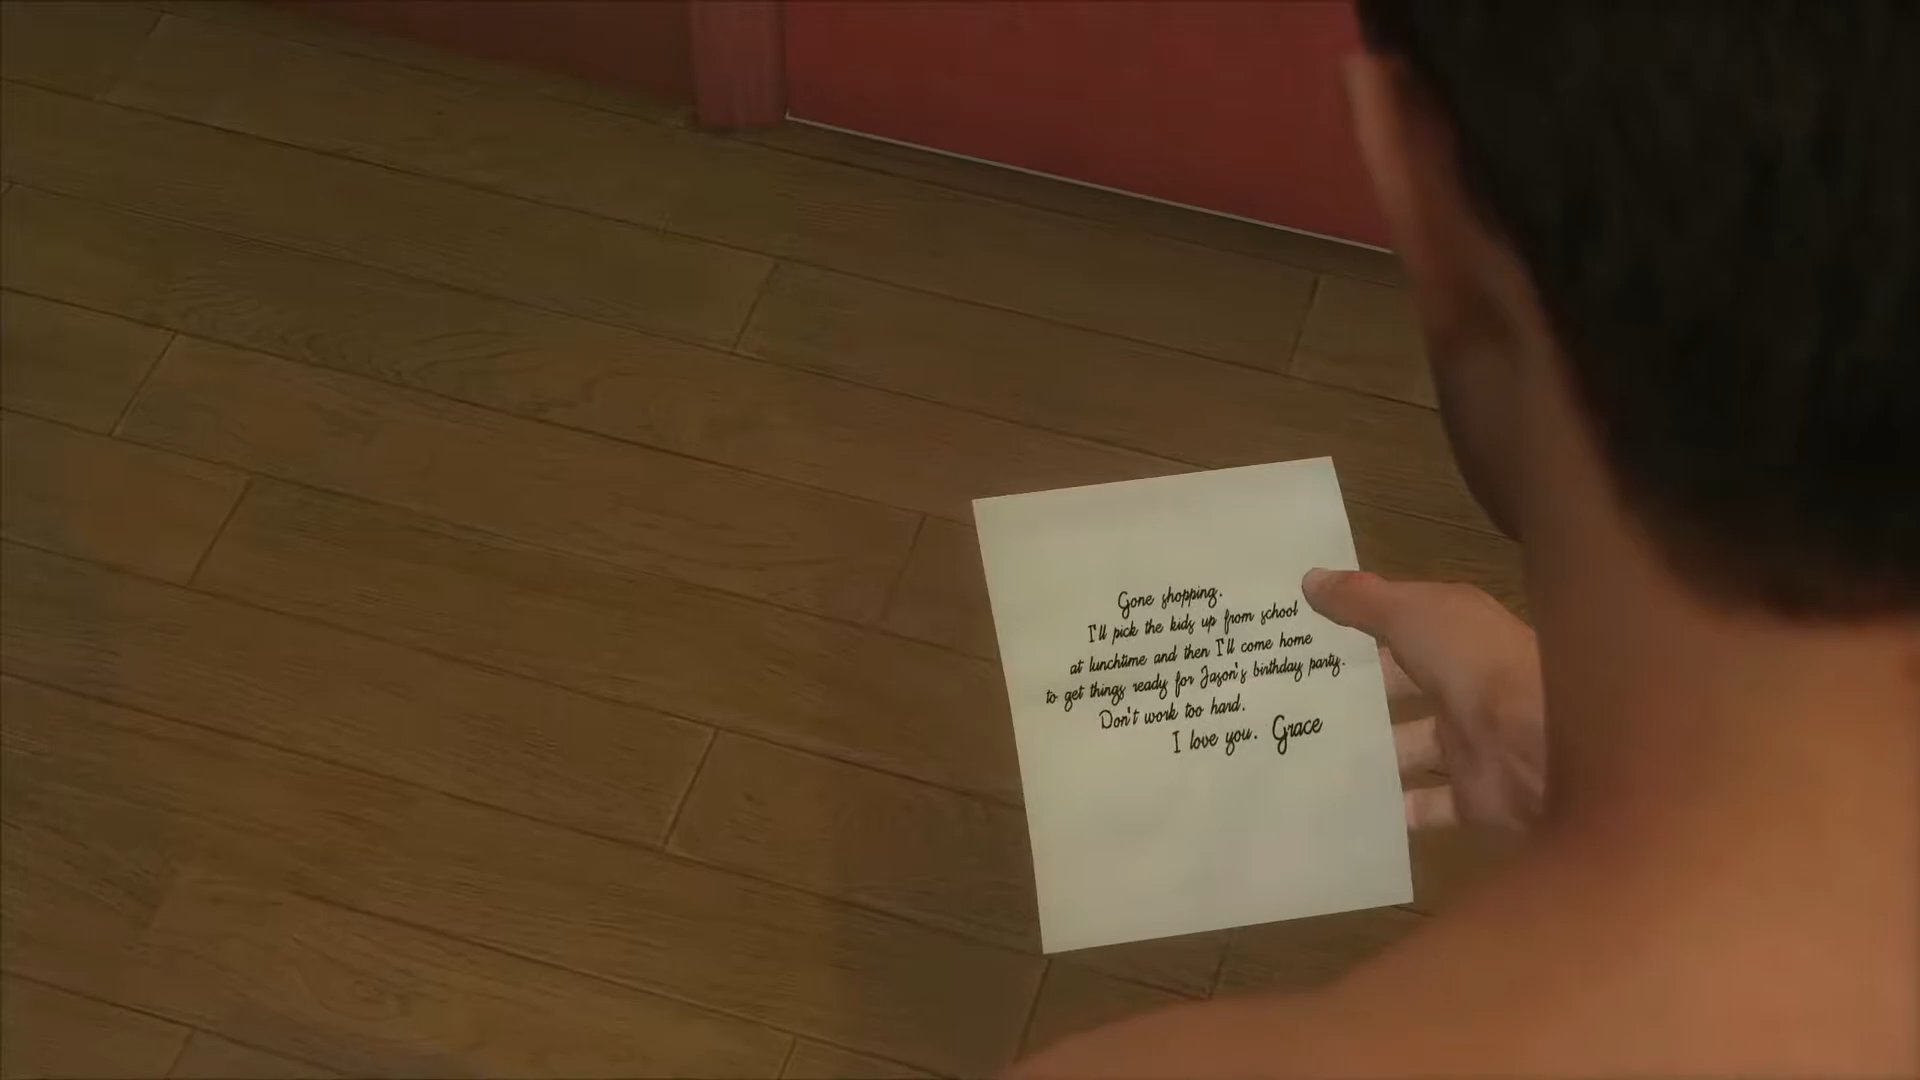 Gone shopping.
I'll pick the kids up from school
at lunchtime and then I'll come home
to get things ready for Jason's birthday party.
Don't work too hard.
I love you. Grace